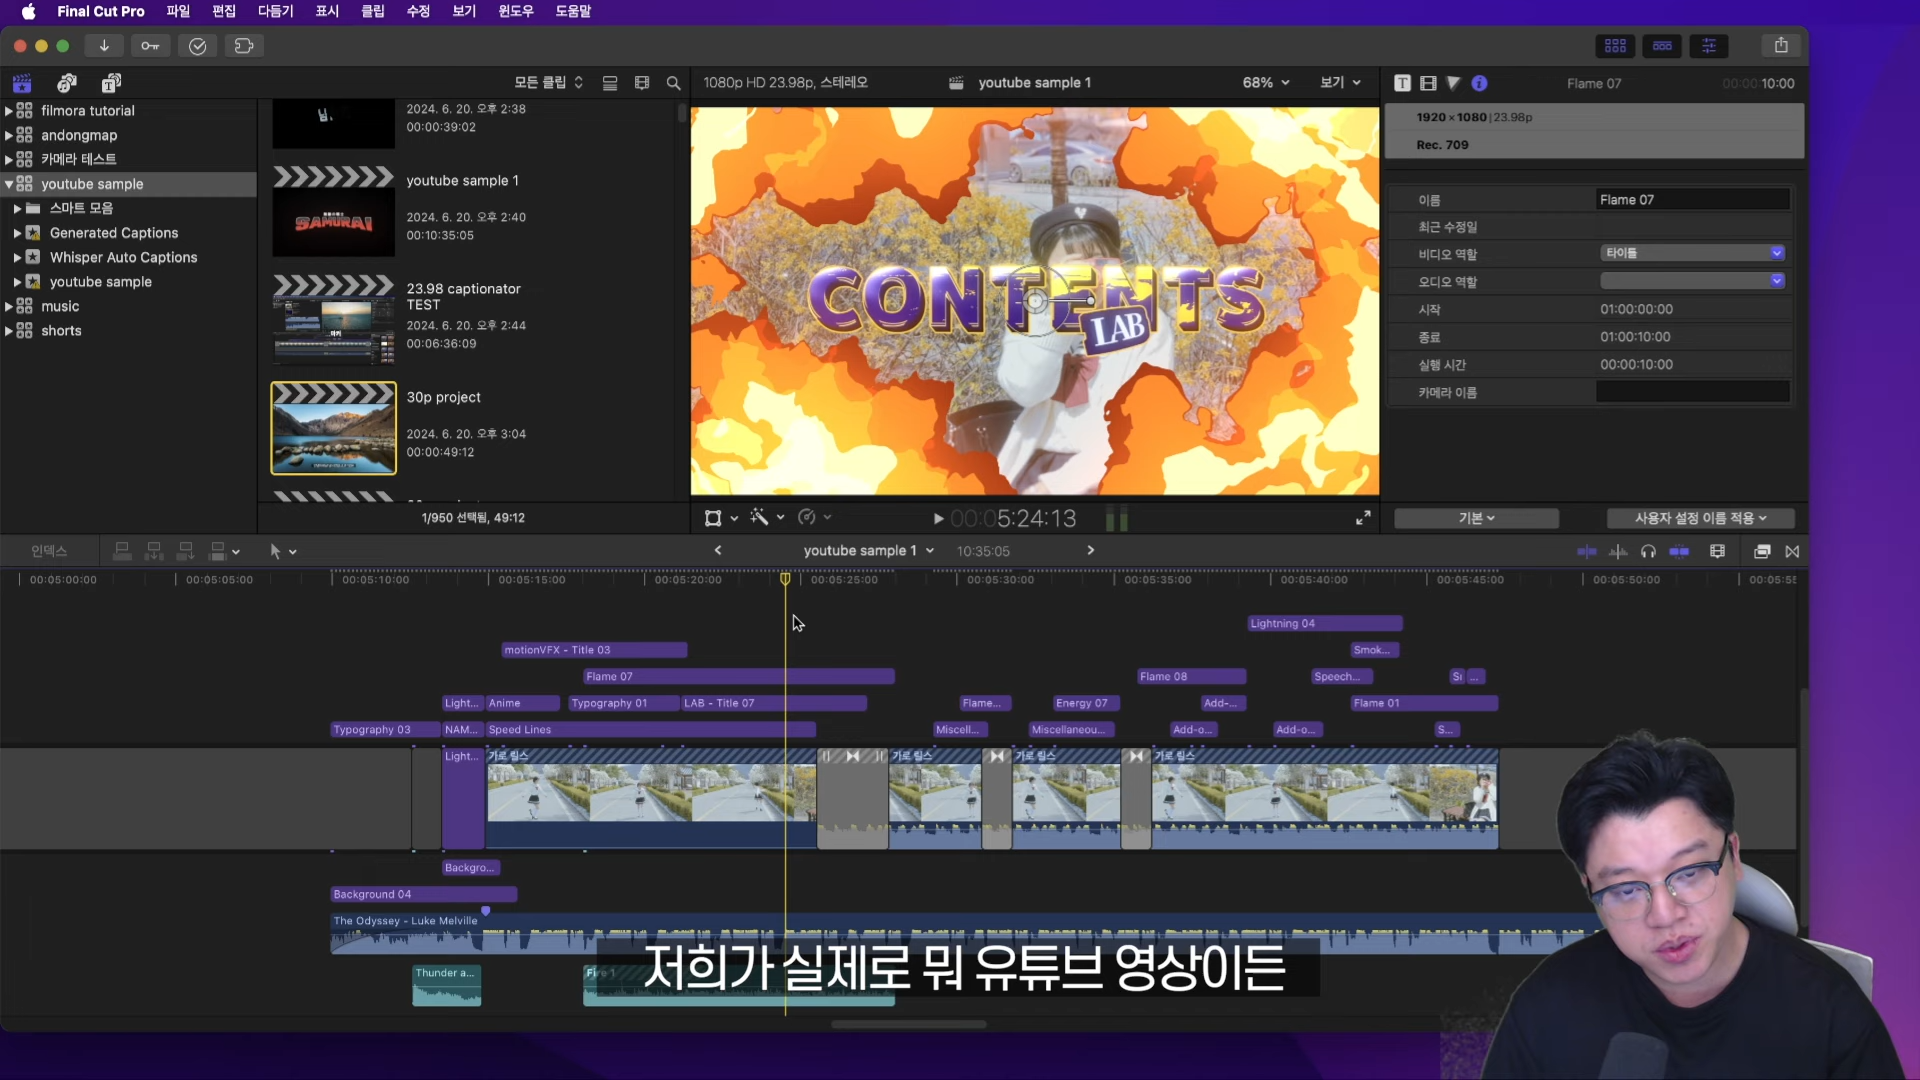 Final Cut Pro 파일 편집 다듬기 표시 클립 수정 보기 윈도우 도움말
모든 클립
1080p HD 23.98p, 스테레오
youtube sample 1
68%
보기
Flame 07
00:00:10:00
filmora tutorial
andongmap
카메라 테스트
youtube sample
스마트 모음
Generated Captions
Whisper Auto Captions
youtube sample
music
shorts
2024. 6. 20. 오후 2:38
00:00:39:02
youtube sample 1
2024. 6. 20. 오후 2:40
00:10:35:05
SAMURAI
23.98 captionator
TEST
2024. 6. 20. 오후 2:44
00:06:36:09
30p project
2024. 6. 20. 오후 3:04
00:00:49:12
1/950 선택됨, 49:12
CONTENTS
LAB
00:05:24:13
1920 × 1080 | 23.98p
Rec. 709
이름 Flame 07
최근 수정일
비디오 역할 타이틀
오디오 역할
시작 01:00:00:00
종료 01:00:10:00
실행 시간 00:00:10:00
카메라 이름
기본
사용자 설정 이름 적용
인덱스
youtube sample 1
10:35:05
00:05:00:00 00:05:05:00 00:05:10:00 00:05:15:00 00:05:20:00 00:05:25:00 00:05:30:00 00:05:35:00 00:05:40:00 00:05:45:00 00:05:50:00 00:05:55
Lightning 04
motionVFX - Title 03 Smok...
Flame 07 Flame 08 Speech... ...
Light... Anime Typography 01 LAB - Title 07 Flame... Energy 07 Add-... Flame 01
Typography 03 NAM... Speed Lines Miscell... Miscellaneou... Add-o... Add-o... S...
Light... 가로 릴스 가로 릴스 가로 릴스 가로 릴스
Backgro...
Background 04
The Odyssey - Luke Melville
Thunder a... Fire 1
저희가 실제로 뭐 유튜브 영상이든